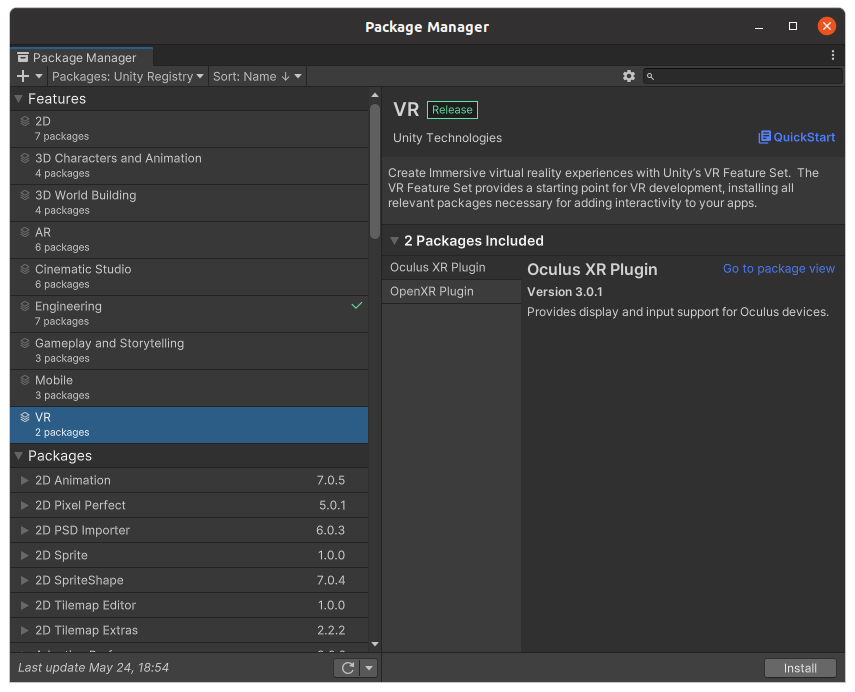 Package Manager
Package Manager
Packages: Unity Registry
Sort: Name ↓
Features
2D
7 packages
3D Characters and Animation
4 packages
3D World Building
4 packages
AR
6 packages
Cinematic Studio
6 packages
Engineering
7 packages
Gameplay and Storytelling
3 packages
Mobile
3 packages
VR
2 packages
Packages
2D Animation 7.0.5
2D Pixel Perfect 5.0.1
2D PSD Importer 6.0.3
2D Sprite 1.0.0
2D SpriteShape 7.0.4
2D Tilemap Editor 1.0.0
2D Tilemap Extras 2.2.2
Last update May 24, 18:54
VR Release
Unity Technologies
QuickStart
Create Immersive virtual reality experiences with Unity's VR Feature Set. The
VR Feature Set provides a starting point for VR development, installing all
relevant packages necessary for adding interactivity to your apps.
2 Packages Included
Oculus XR Plugin
OpenXR Plugin
Oculus XR Plugin
Go to package view
Version 3.0.1
Provides display and input support for Oculus devices.
Install